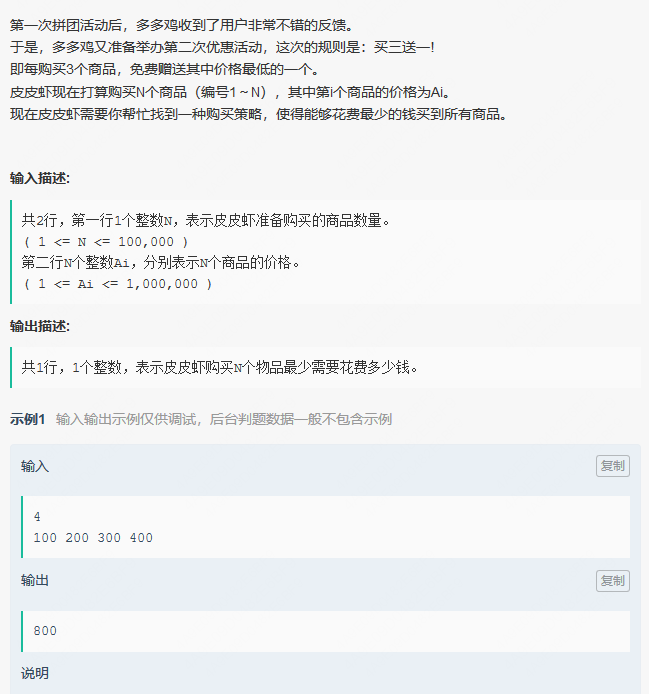 第一次拼团活动后，多多鸡收到了用户非常不错的反馈。
于是，多多鸡又准备举办第二次优惠活动，这次的规则是：买三送一！
即每购买3个商品，免费赠送其中价格最低的一个。
皮皮虾现在打算购买N个商品（编号1～N），其中第i个商品的价格为Ai。
现在皮皮虾需要你帮忙找到一种购买策略，使得能够花费最少的钱买到所有商品。
输入描述:
共2行，第一行1个整数N，表示皮皮虾准备购买的商品数量。
( 1 <= N <= 100,000 )
第二行N个整数Ai，分别表示N个商品的价格。
( 1 <= Ai <= 1,000,000 )
输出描述:
共1行，1个整数，表示皮皮虾购买N个物品最少需要花费多少钱。
示例1 输入输出示例仅供调试，后台判题数据一般不包含示例
输入 复制
4
100 200 300 400
输出 复制
800
说明